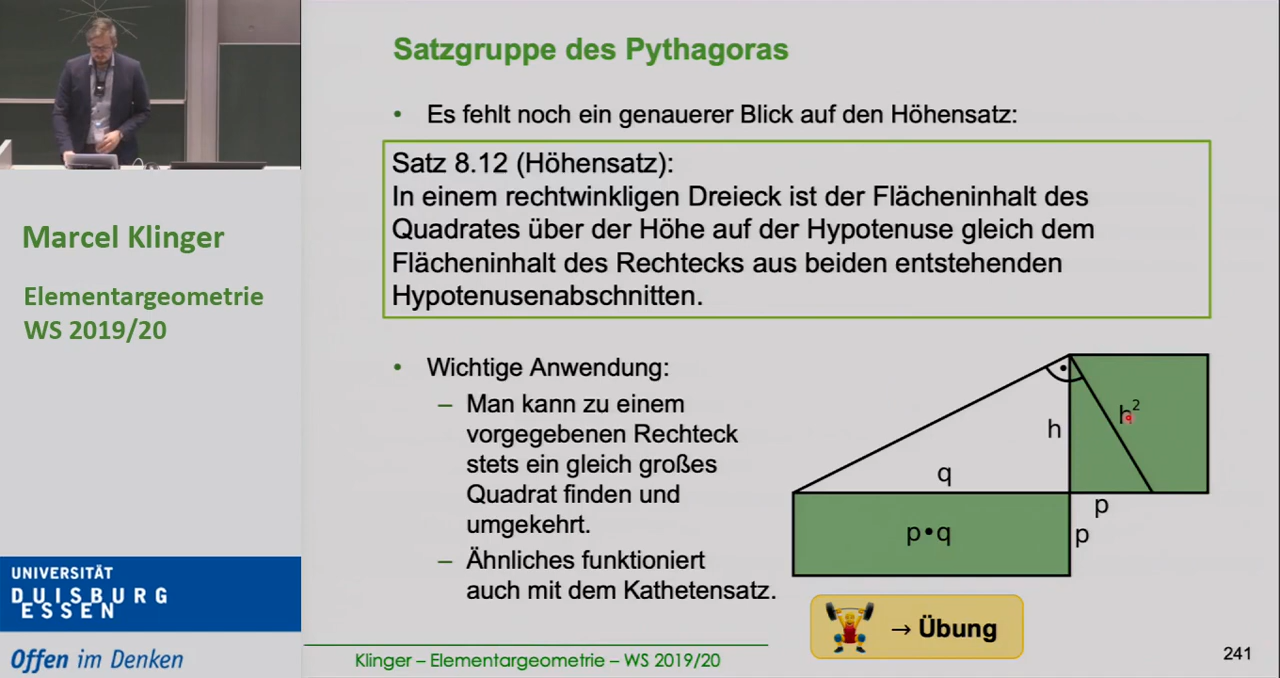 Satzgruppe des Pythagoras
• Es fehlt noch ein genauerer Blick auf den Höhensatz:
Satz 8.12 (Höhensatz):
In einem rechtwinkligen Dreieck ist der Flächeninhalt des
Quadrates über der Höhe auf der Hypotenuse gleich dem
Flächeninhalt des Rechtecks aus beiden entstehenden
Hypotenusenabschnitten.
Marcel Klinger
Elementargeometrie
WS 2019/20
• Wichtige Anwendung:
– Man kann zu einem
vorgegebenen Rechteck
stets ein gleich großes
Quadrat finden und
umgekehrt.
– Ähnliches funktioniert
auch mit dem Kathetensatz.
h
h²
q
p
p•q
p
→ Übung
UNIVERSITÄT
DUISBURG
ESSEN
Offen im Denken
Klinger – Elementargeometrie – WS 2019/20
241